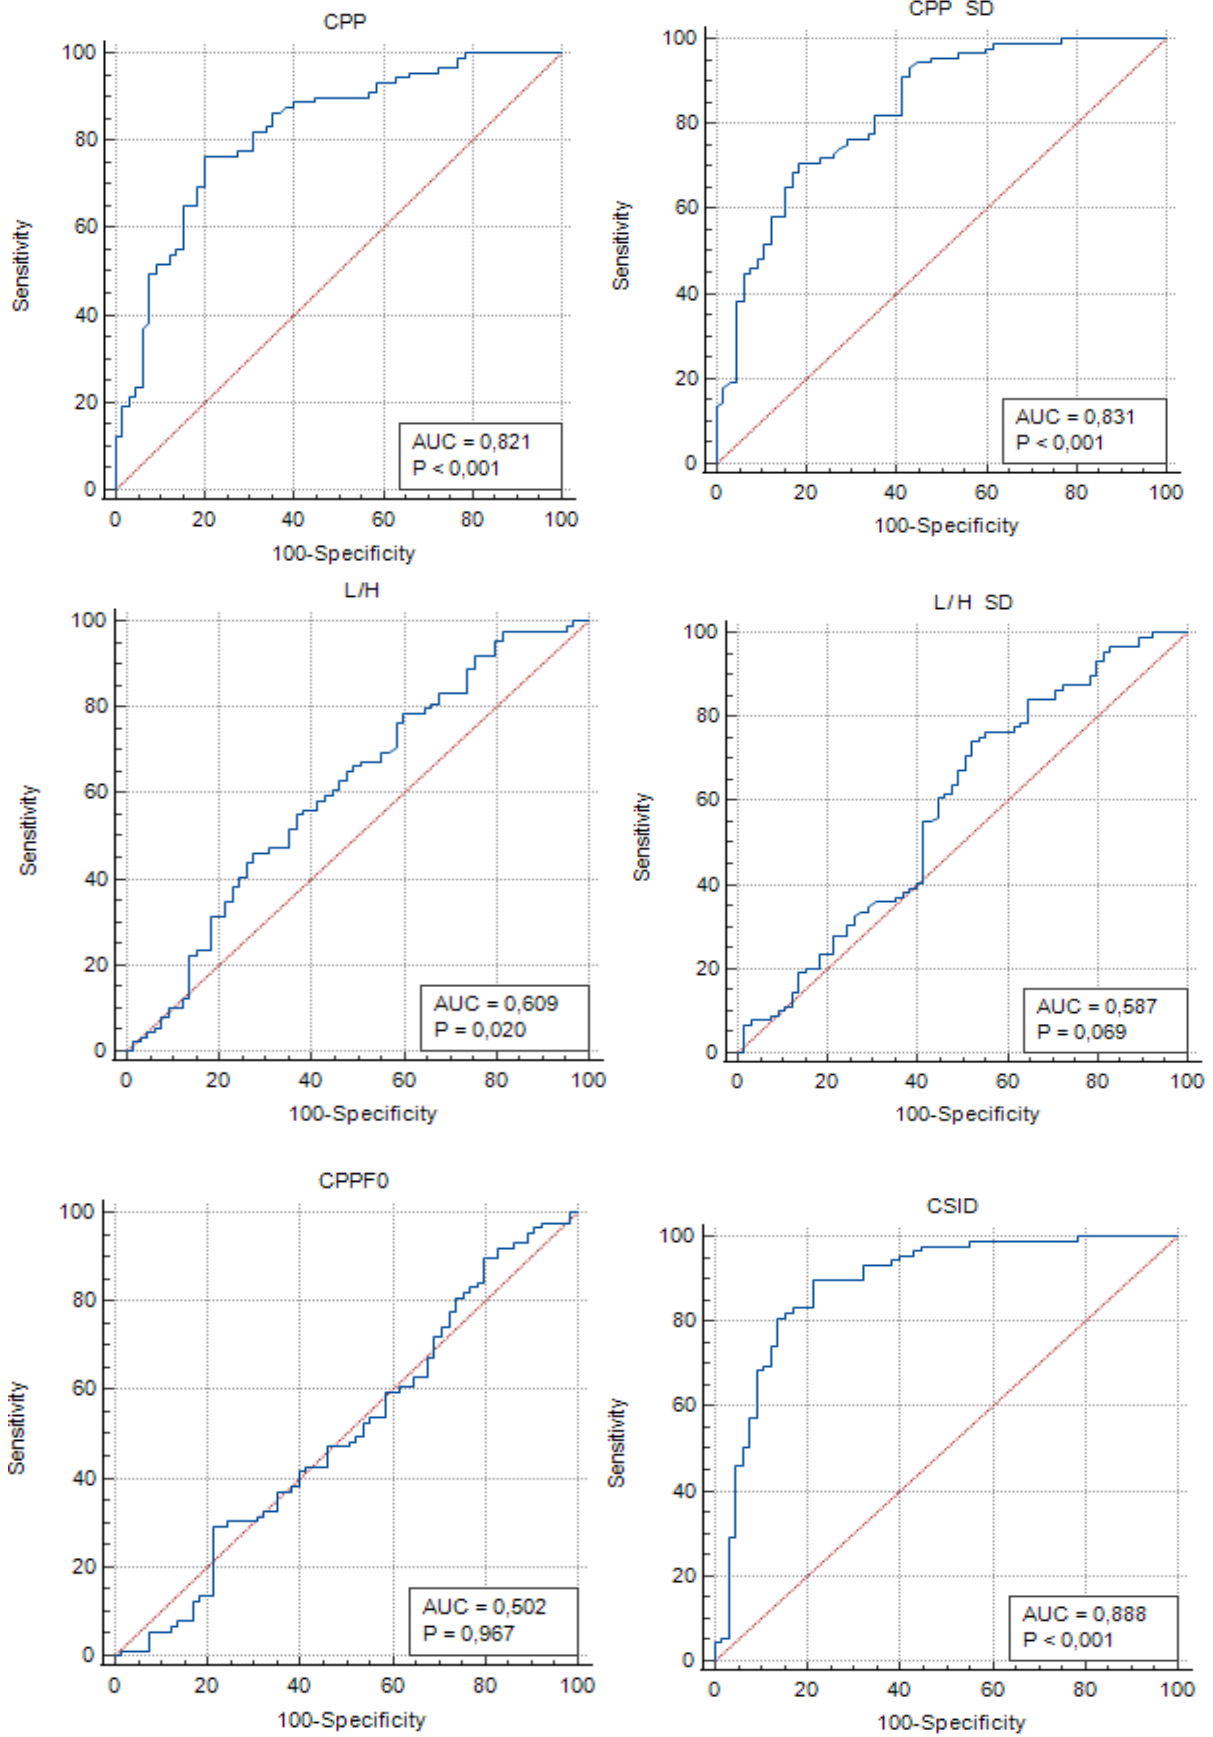 CPP
100
80
60
40
20
0
Sensitivity
AUC = 0,821
P < 0,001
0 20 40 60 80 100
100-Specificity
CPP SD
100
80
60
40
20
0
Sensitivity
AUC = 0,831
P < 0,001
0 20 40 60 80 100
100-Specificity
L/H
100
80
60
40
20
0
Sensitivity
AUC = 0,609
P = 0,020
0 20 40 60 80 100
100-Specificity
L/H SD
100
80
60
40
20
0
Sensitivity
AUC = 0,587
P = 0,069
0 20 40 60 80 100
100-Specificity
CPPF0
100
80
60
40
20
0
Sensitivity
AUC = 0,502
P = 0,967
0 20 40 60 80 100
100-Specificity
CSID
100
80
60
40
20
0
Sensitivity
AUC = 0,888
P < 0,001
0 20 40 60 80 100
100-Specificity